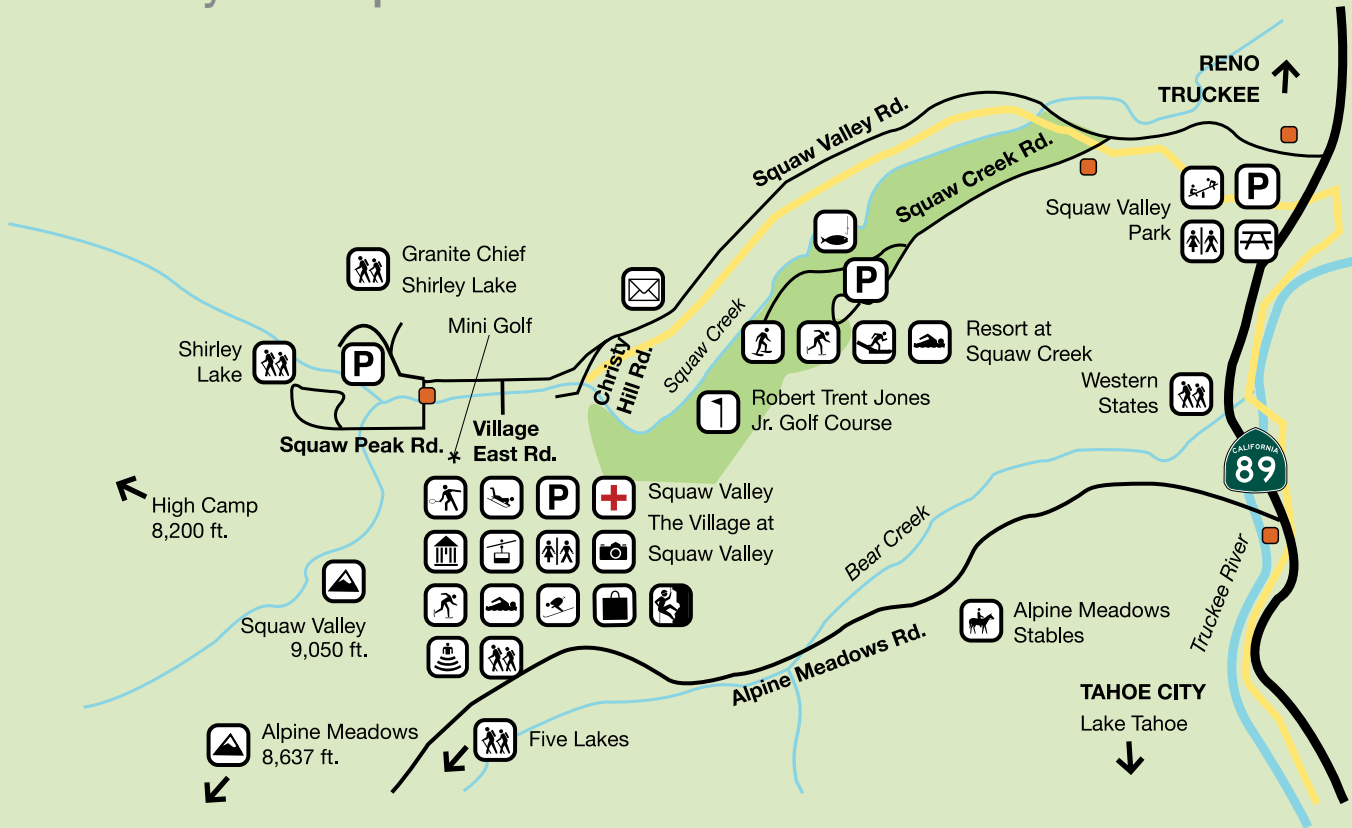 RENO
TRUCKEE
Squaw Valley Rd.
Squaw Creek Rd.
P
Squaw Valley
Park
Granite Chief
Shirley Lake
P
Mini Golf
Squaw Creek
Resort at
Squaw Creek
Shirley
Lake
P
Christy
Hill Rd.
Western
States
Robert Trent Jones
Jr. Golf Course
Squaw Peak Rd.
Village
East Rd.
CALIFORNIA
89
High Camp
8,200 ft.
P
Squaw Valley
The Village at
Squaw Valley
Bear Creek
Truckee River
Squaw Valley
9,050 ft.
Alpine Meadows
Stables
Alpine Meadows Rd.
TAHOE CITY
Lake Tahoe
Alpine Meadows
8,637 ft.
Five Lakes